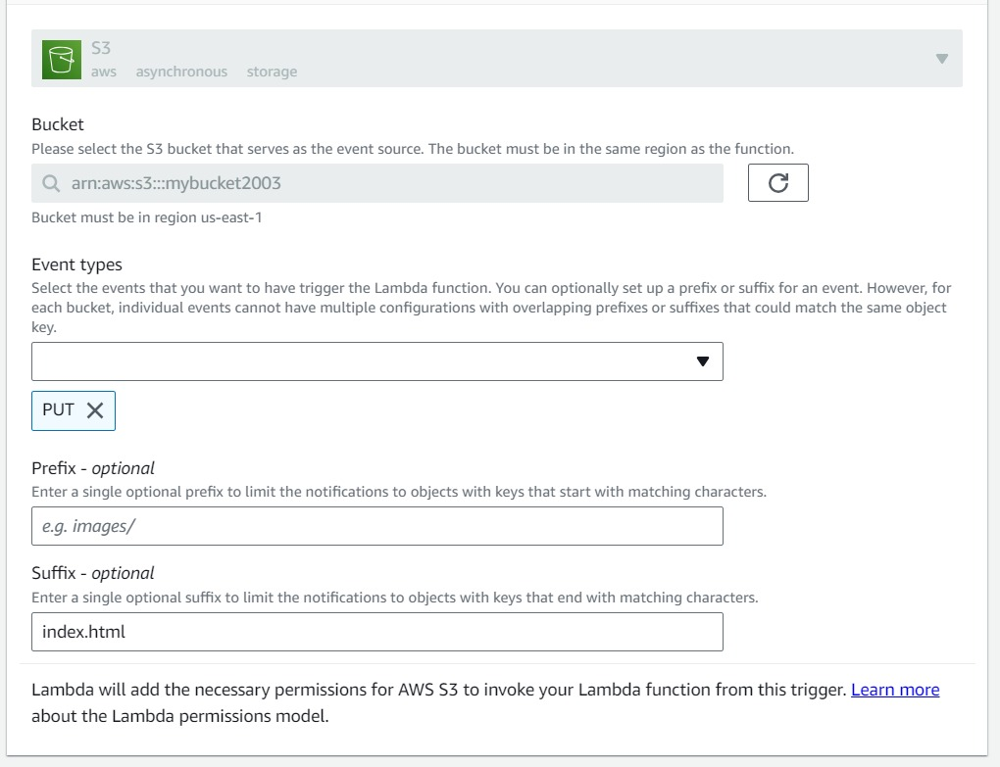 S3
aws asynchronous storage
Bucket
Please select the S3 bucket that serves as the event source. The bucket must be in the same region as the function.
arn:aws:s3:::mybucket2003
Bucket must be in region us-east-1
Event types
Select the events that you want to have trigger the Lambda function. You can optionally set up a prefix or suffix for an event. However, for
each bucket, individual events cannot have multiple configurations with overlapping prefixes or suffixes that could match the same object
key.
PUT
Prefix - optional
Enter a single optional prefix to limit the notifications to objects with keys that start with matching characters.
e.g. images/
Suffix - optional
Enter a single optional suffix to limit the notifications to objects with keys that end with matching characters.
index.html
Lambda will add the necessary permissions for AWS S3 to invoke your Lambda function from this trigger. Learn more
about the Lambda permissions model.